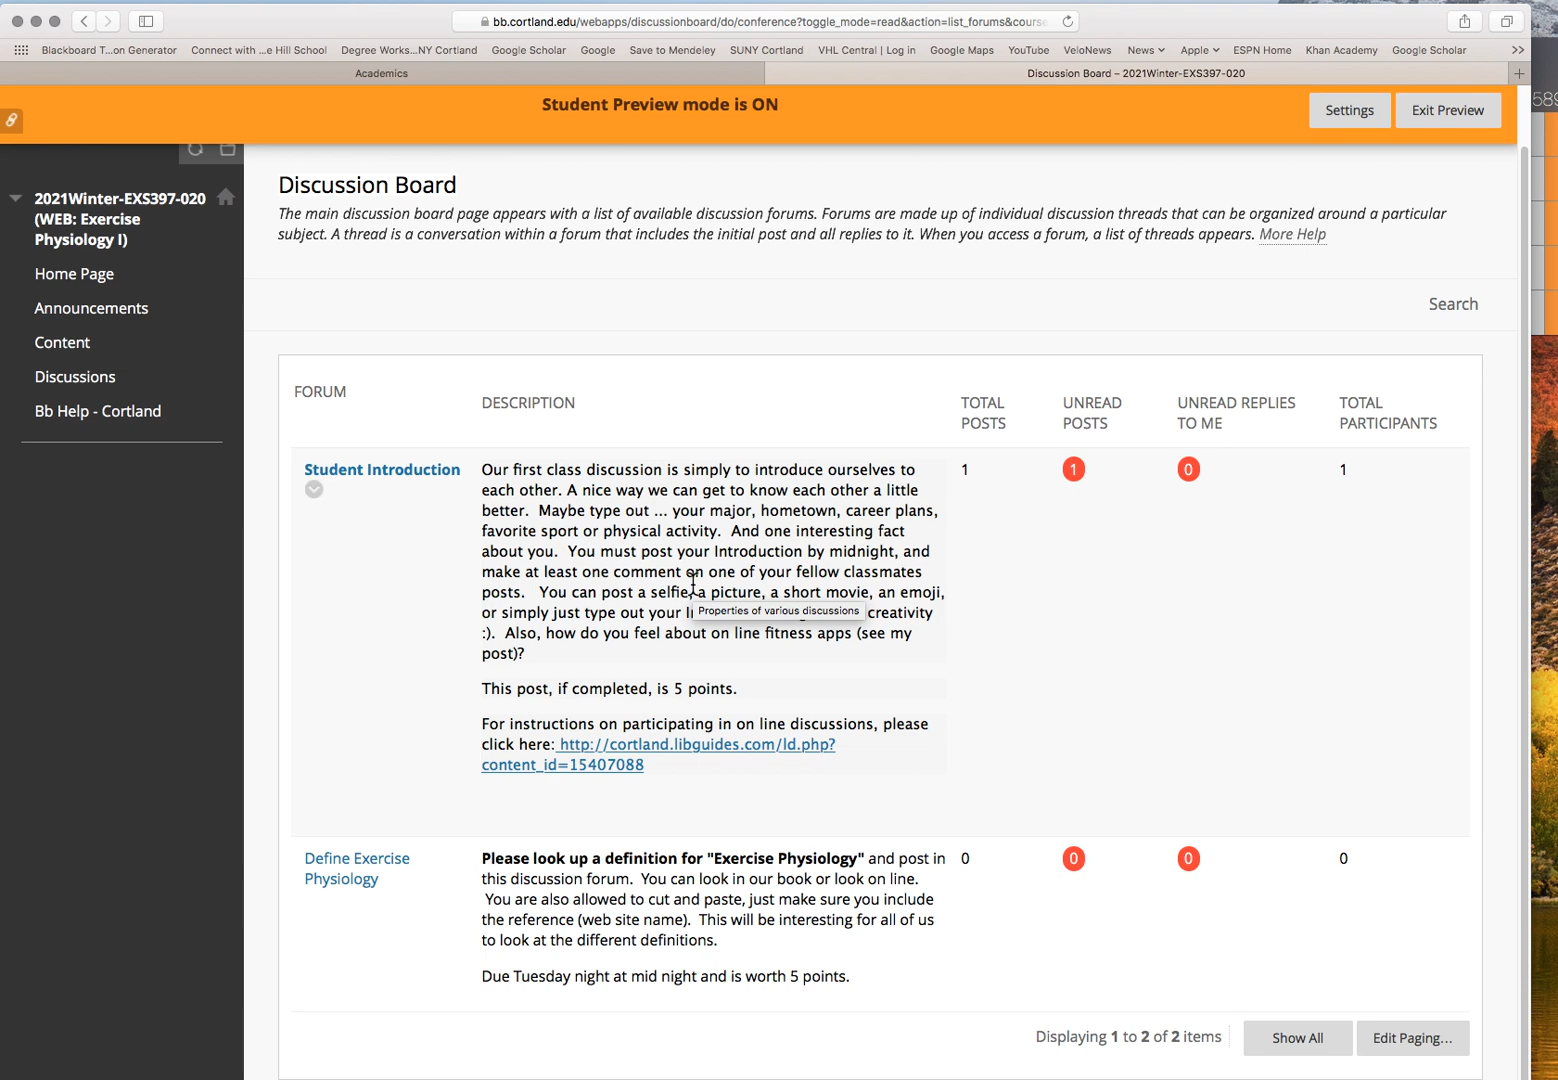 bb.cortland.edu/webapps/discussionboard/do/conference?toggle_mode=read&action=list_forums&course
Blackboard T...on Generator Connect with ...e Hill School Degree Works...NY Cortland Google Scholar Google Save to Mendeley SUNY Cortland VHL Central | Log in Google Maps YouTube VeloNews News Apple ESPN Home Khan Academy Google Scholar >>
Academics Discussion Board – 2021Winter-EXS397-020 +
Student Preview mode is ON
Settings Exit Preview
2021Winter-EXS397-020
(WEB: Exercise
Physiology I)
Home Page
Announcements
Content
Discussions
Bb Help - Cortland
Discussion Board
The main discussion board page appears with a list of available discussion forums. Forums are made up of individual discussion threads that can be organized around a particular
subject. A thread is a conversation within a forum that includes the initial post and all replies to it. When you access a forum, a list of threads appears. More Help
Search
FORUM DESCRIPTION TOTAL POSTS UNREAD POSTS UNREAD REPLIES TO ME TOTAL PARTICIPANTS
Student Introduction
Our first class discussion is simply to introduce ourselves to
each other. A nice way we can get to know each other a little
better. Maybe type out ... your major, hometown, career plans,
favorite sport or physical activity. And one interesting fact
about you. You must post your Introduction by midnight, and
make at least one comment on one of your fellow classmates
posts. You can post a selfie, a picture, a short movie, an emoji,
or simply just type out your creativity
Properties of various discussions
:). Also, how do you feel about on line fitness apps (see my
post)?
This post, if completed, is 5 points.
For instructions on participating in on line discussions, please
click here: http://cortland.libguides.com/ld.php?
content_id=15407088
1 1 0 1
Define Exercise
Physiology
Please look up a definition for "Exercise Physiology" and post in
this discussion forum. You can look in our book or look on line.
You are also allowed to cut and paste, just make sure you include
the reference (web site name). This will be interesting for all of us
to look at the different definitions.
Due Tuesday night at mid night and is worth 5 points.
0 0 0 0
Displaying 1 to 2 of 2 items Show All Edit Paging...